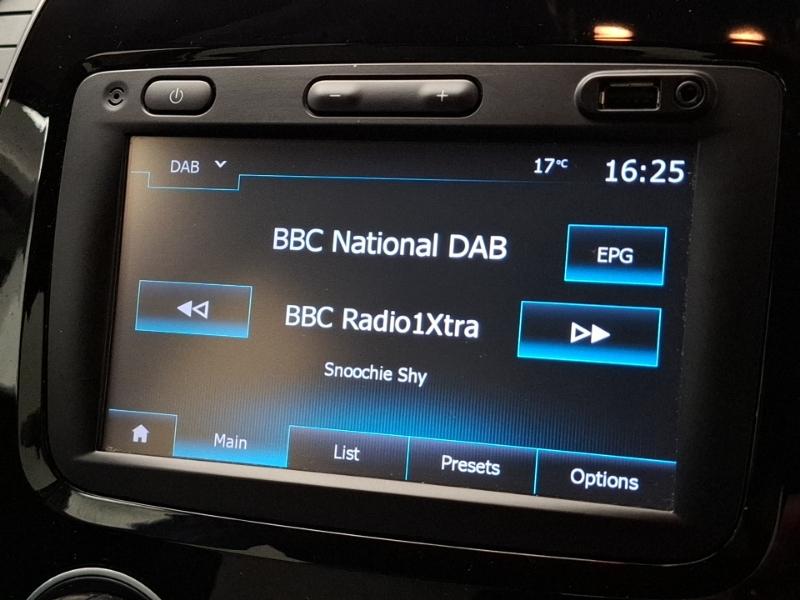 DAB
17°C
16:25
BBC National DAB
EPG
BBC Radio1Xtra
Snoochie Shy
Main
List
Presets
Options